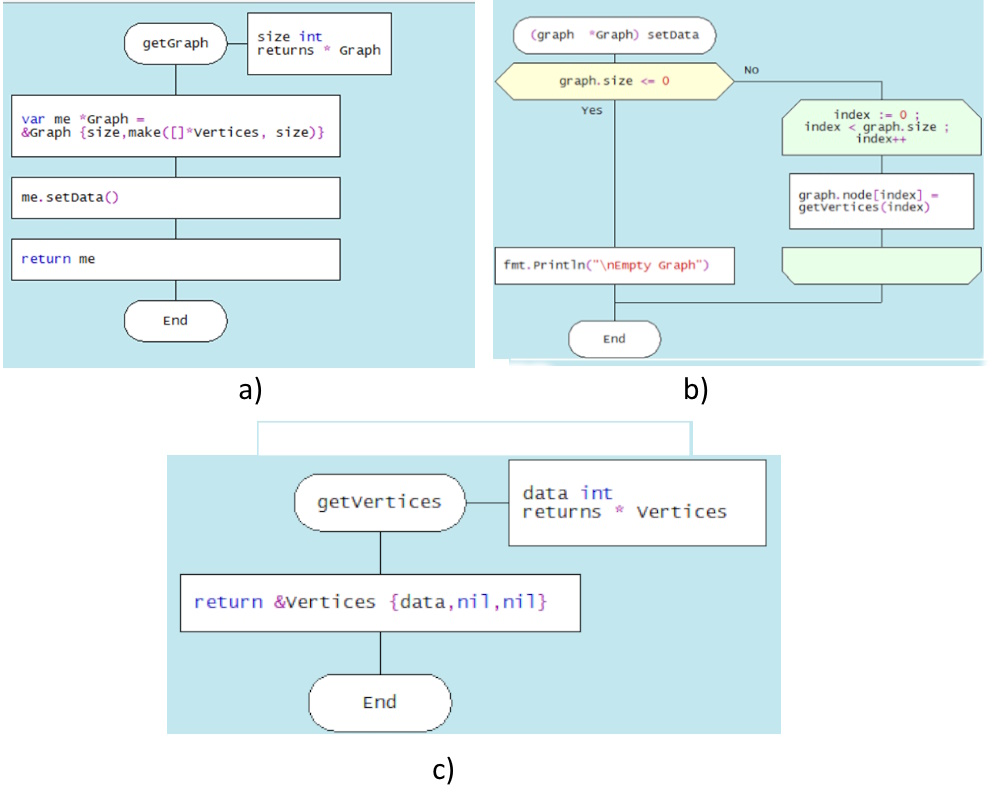 getGraph
size int
returns * Graph
var me *Graph =
&Graph {size,make([]*Vertices, size)}
me.setData()
return me
End
a)
(graph  *Graph) setData
graph.size <= 0
No
Yes
index := 0 ;
index < graph.size ;
index++
graph.node[index] =
getVertices(index)
fmt.Println("\nEmpty Graph")
End
b)
getVertices
data int
returns * Vertices
return &Vertices {data,nil,nil}
End
c)